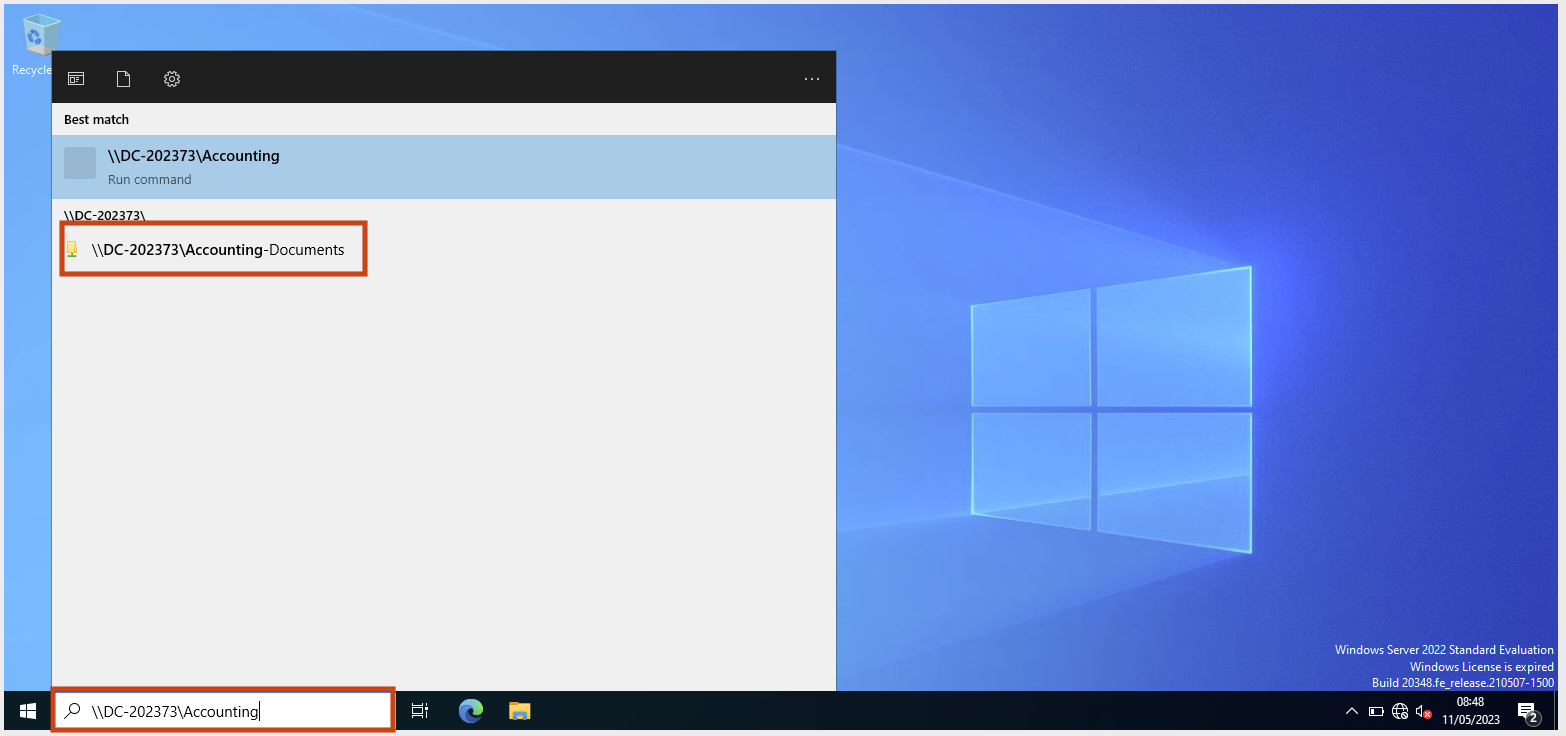 Recycle
...
Best match
\\DC-202373\Accounting
Run command
\\DC-202373\
\\DC-202373\Accounting-Documents
Windows Server 2022 Standard Evaluation
Windows License is expired
Build 20348.fe_release.210507-1500
\\DC-202373\Accounting
08:48
11/05/2023
2